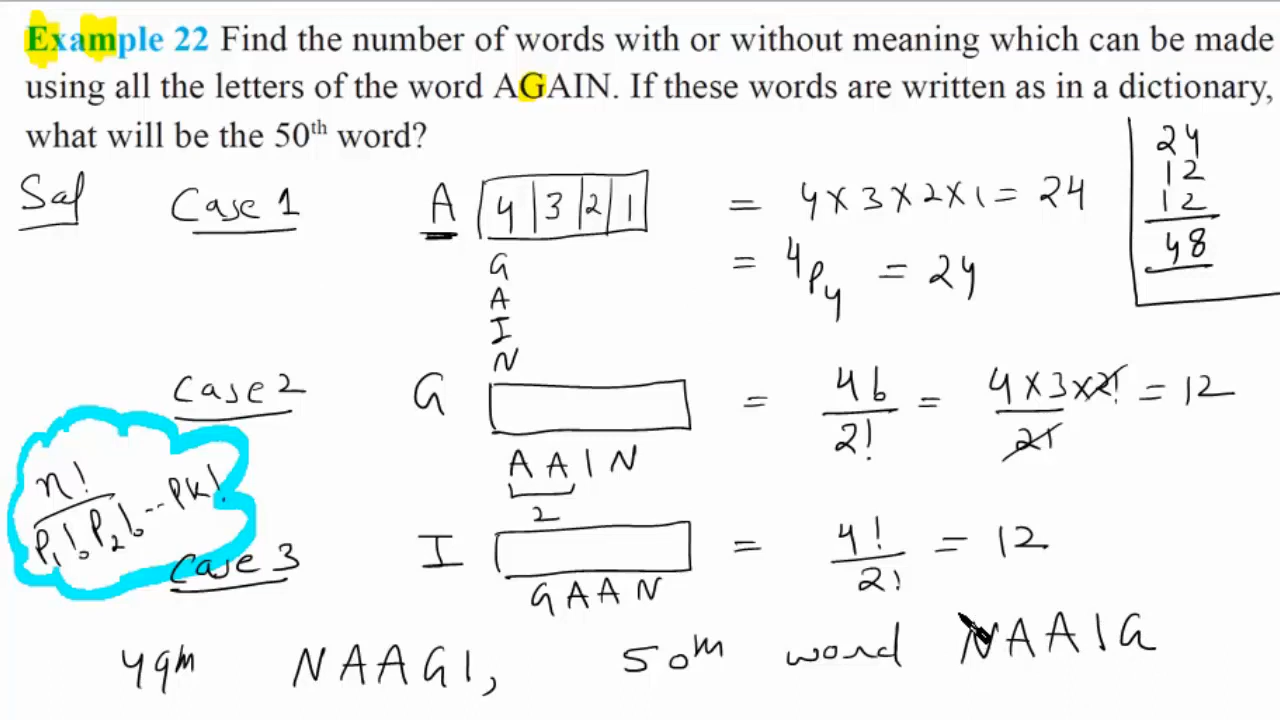 Example 22 Find the number of words with or without meaning which can be made
using all the letters of the word AGAIN. If these words are written as in a dictionary,
what will be the 50th word?
Sol Case 1 A 4 3 2 1 = 4 × 3 × 2 × 1 = 24
= 4P4 = 24
G
A
I
N
24
12
12
48
Case 2 G = 4! / 2! = 4 × 3 × 2! / 2! = 12
A A I N
2
n! / P1! . P2! ... Pk!
Case 3 I = 4! / 2! = 12
G A A N
49th NAAGI, 50th word NAAIG